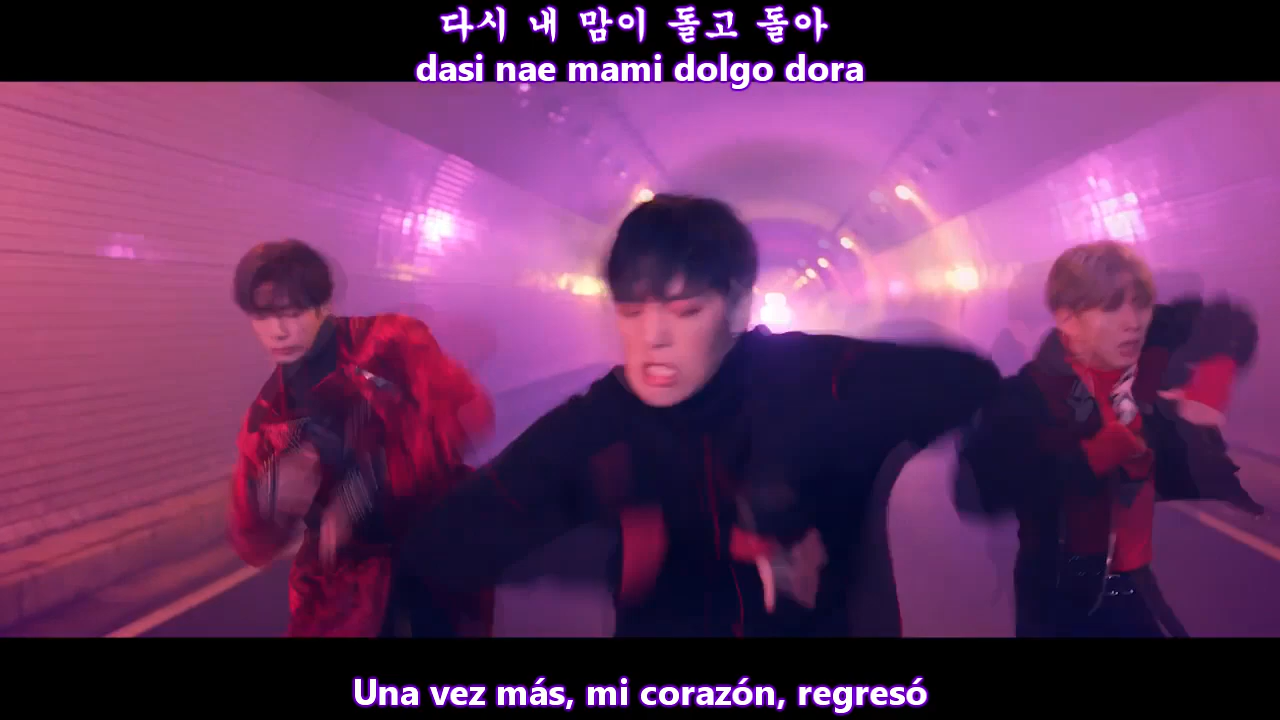 다시 내 맘이 돌고 돌아
dasi nae mami dolgo dora
Una vez más, mi corazón, regresó